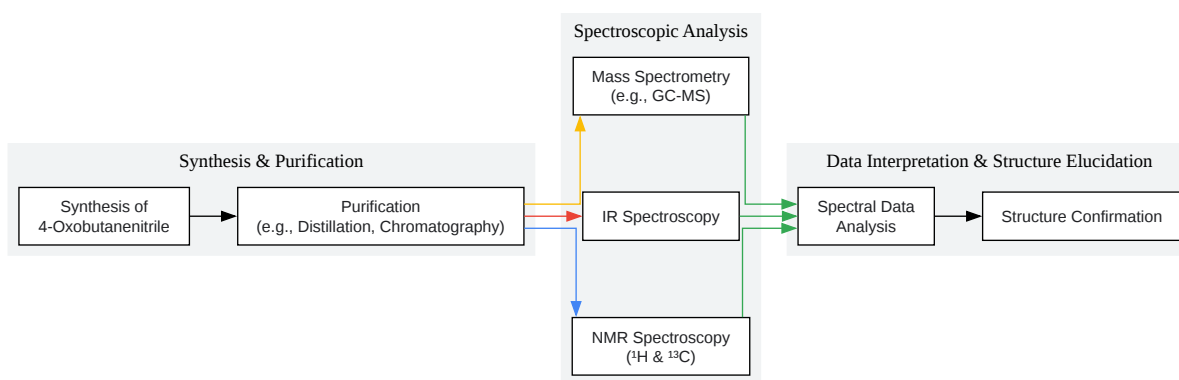 Synthesis & Purification
Synthesis of
4-Oxobutanenitrile
Purification
(e.g., Distillation, Chromatography)
Spectroscopic Analysis
Mass Spectrometry
(e.g., GC-MS)
IR Spectroscopy
NMR Spectroscopy
(¹H & ¹³C)
Data Interpretation & Structure Elucidation
Spectral Data
Analysis
Structure Confirmation